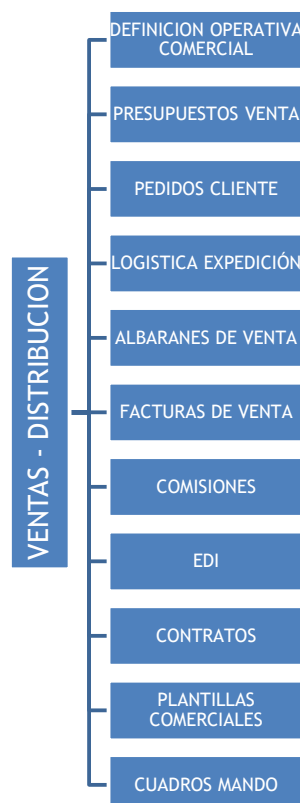 VENTAS - DISTRIBUCION
DEFINICION OPERATIVA
COMERCIAL
PRESUPUESTOS VENTA
PEDIDOS CLIENTE
LOGISTICA EXPEDICIÓN
ALBARANES DE VENTA
FACTURAS DE VENTA
COMISIONES
EDI
CONTRATOS
PLANTILLAS
COMERCIALES
CUADROS MANDO